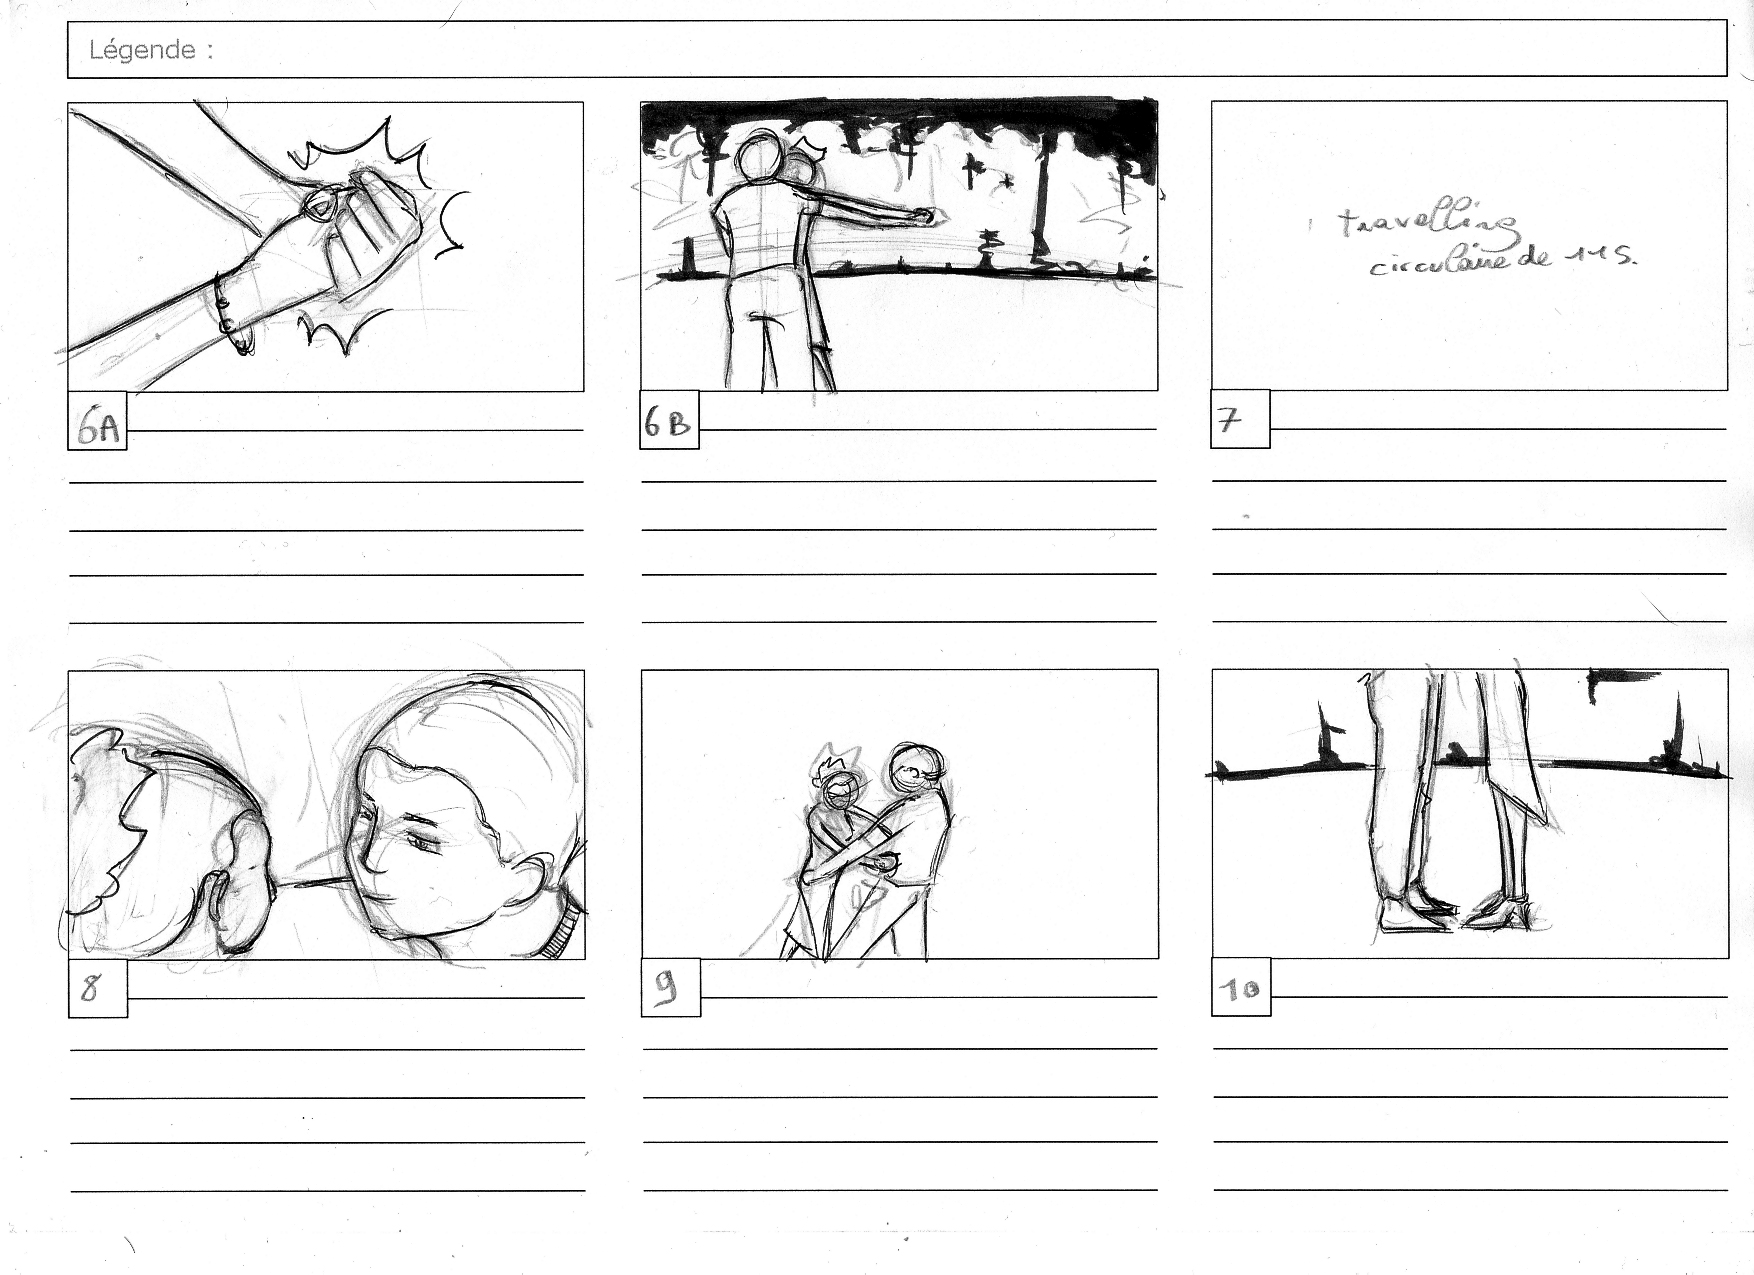 Légende :
6A
6B
7
travelling
circulaire de 11 s.
8
9
10